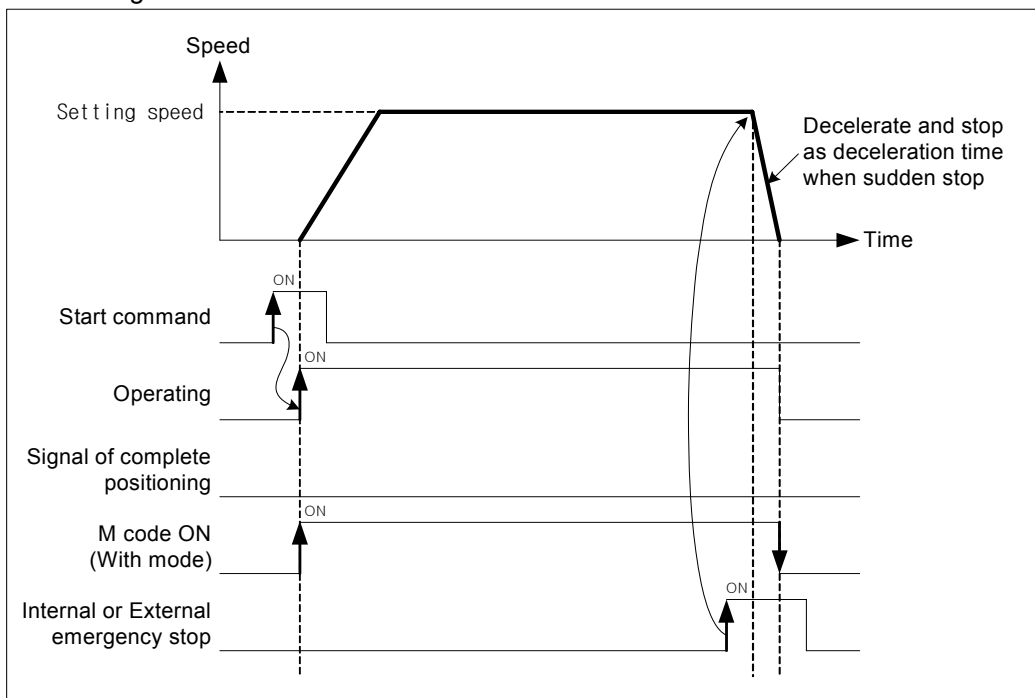 Speed
Setting speed
Decelerate and stop
as deceleration time
when sudden stop
Time
ON
Start command
ON
Operating
Signal of complete
positioning
ON
M code ON
(With mode)
ON
Internal or External
emergency stop